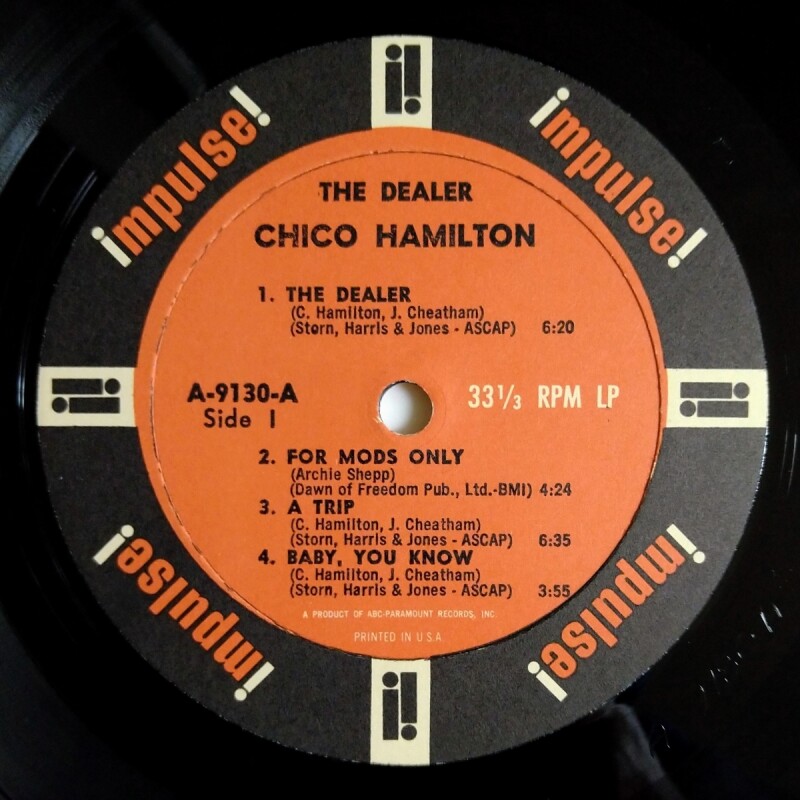 impulse!
impulse!
THE DEALER
CHICO HAMILTON
1. THE DEALER
(C. Hamilton, J. Cheatham)
(Storn, Harris & Jones - ASCAP) 6:20
A-9130-A
Side 1
33 1/3 RPM LP
2. FOR MODS ONLY
(Archie Shepp)
(Dawn of Freedom Pub., Ltd.-BMI) 4:24
3. A TRIP
(C. Hamilton, J. Cheatham)
(Storn, Harris & Jones - ASCAP) 6:35
4. BABY, YOU KNOW
(C. Hamilton, J. Cheatham)
(Storn, Harris & Jones - ASCAP) 3:55
A PRODUCT OF ABC-PARAMOUNT RECORDS, INC.
PRINTED IN U.S.A.
impulse!
impulse!